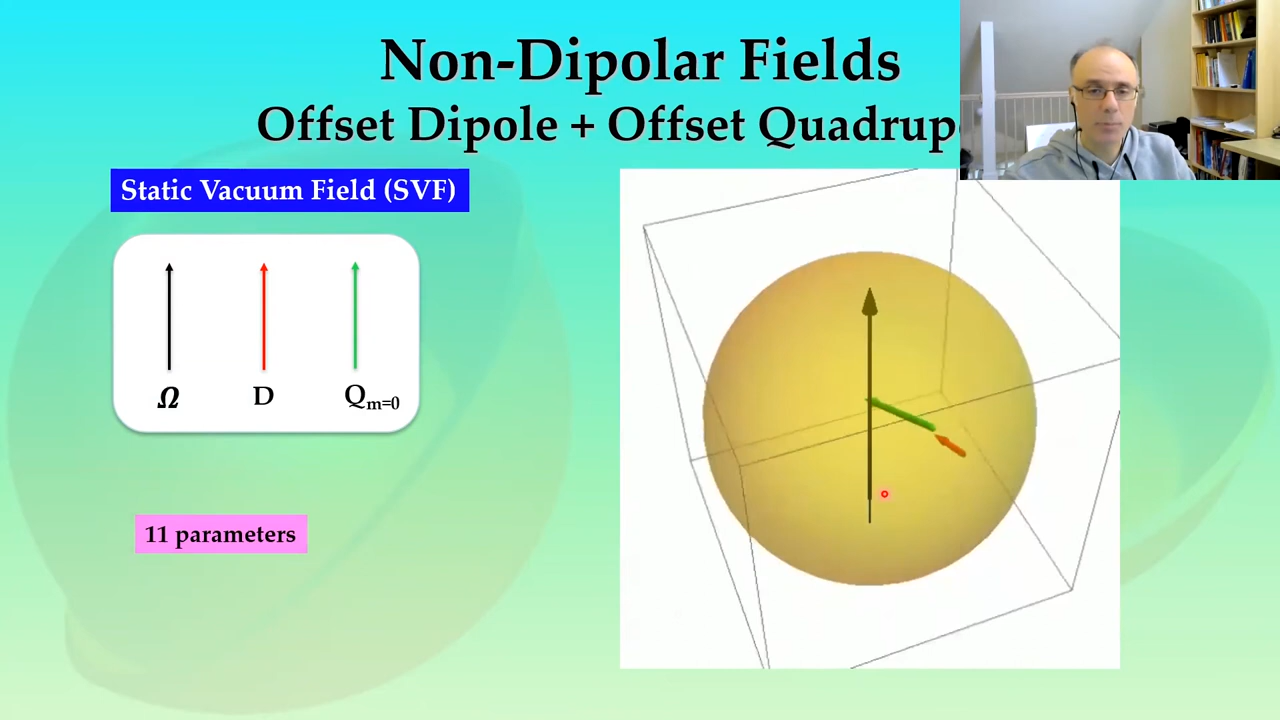 Non-Dipolar Fields
Offset Dipole + Offset Quadrup
Static Vacuum Field (SVF)
Ω D Qm=0
11 parameters